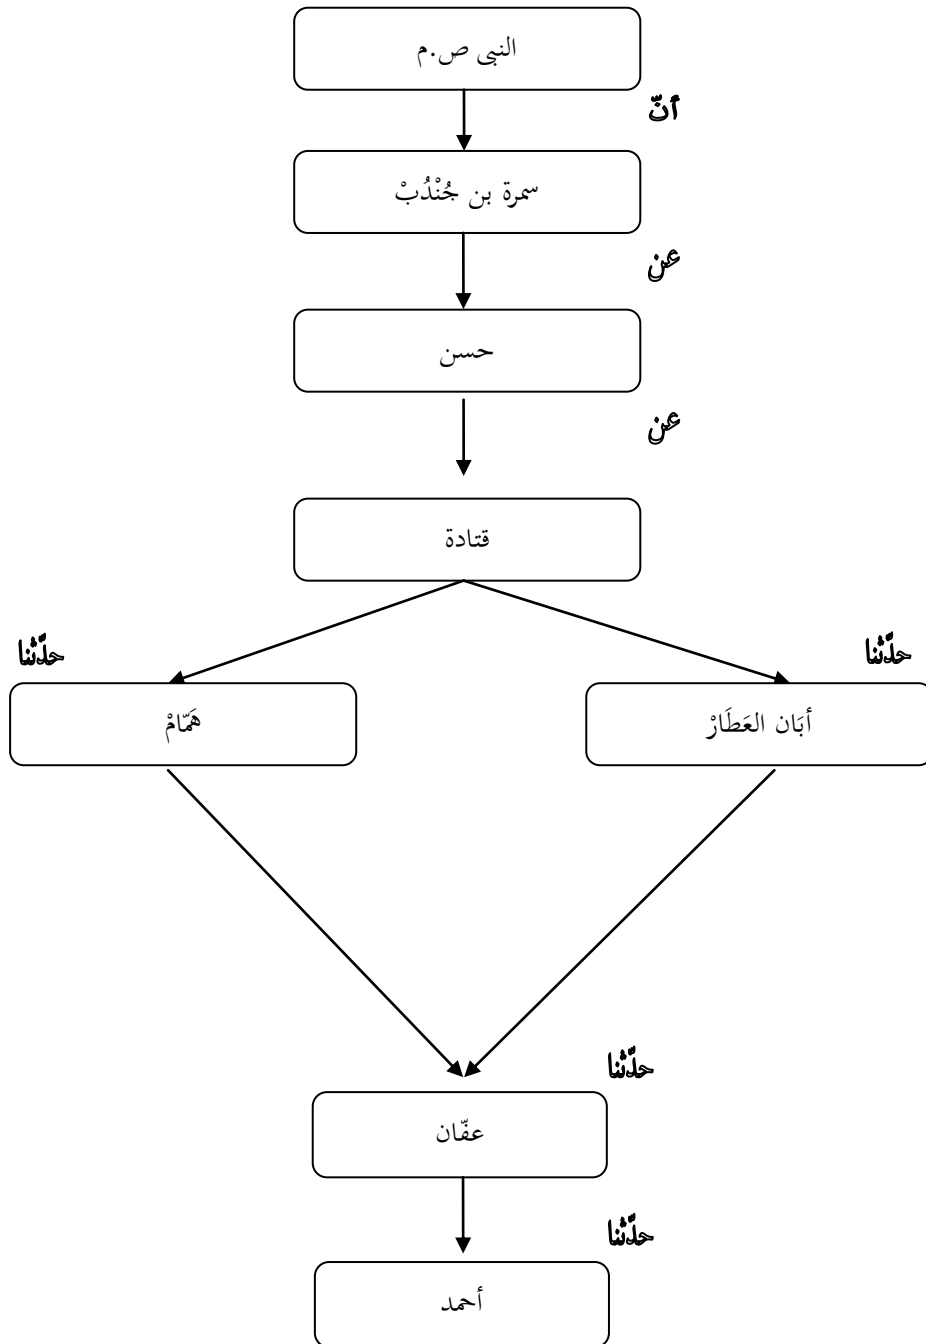 النبى ص.م
أنّ
سمرة بن جُنْدُبْ
عن
حسن
عن
قتادة
حدّثنا
حدّثنا
أبَان العَطَارْ
هَمّامْ
حدّثنا
عفّان
حدّثنا
أحمد